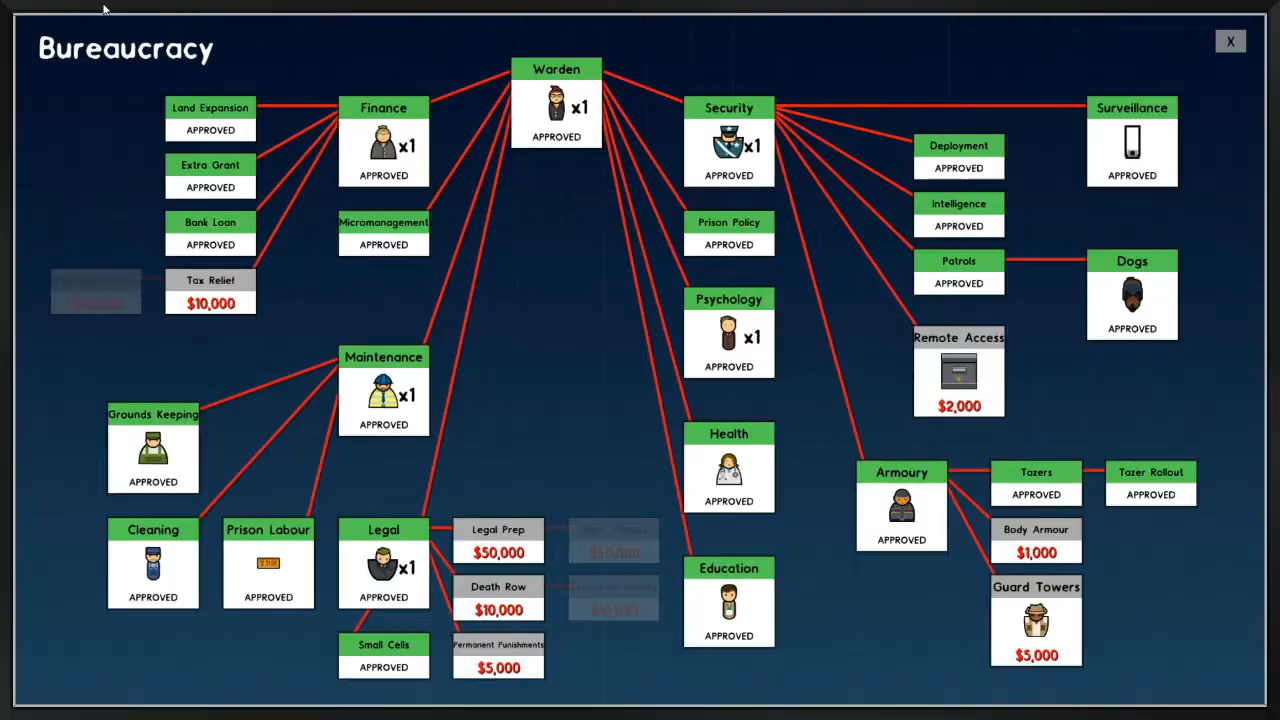 Bureaucracy
X
Warden
x1
APPROVED
Land Expansion
APPROVED
Finance
x1
APPROVED
Security
x1
APPROVED
Surveillance
APPROVED
Deployment
APPROVED
Extra Grant
APPROVED
Intelligence
APPROVED
Bank Loan
APPROVED
Micromanagement
APPROVED
Prison Policy
APPROVED
Patrols
APPROVED
Dogs
APPROVED
Tax Relief
$10,000
Psychology
x1
APPROVED
Remote Access
$2,000
Maintenance
x1
APPROVED
Grounds Keeping
APPROVED
Health
APPROVED
Armoury
APPROVED
Tazers
APPROVED
Tazer Rollout
APPROVED
Cleaning
APPROVED
Prison Labour
APPROVED
Legal
x1
APPROVED
Legal Prep
$50,000
Body Armour
$1,000
Education
APPROVED
Death Row
$10,000
Guard Towers
$5,000
Small Cells
APPROVED
Permanent Punishments
$5,000